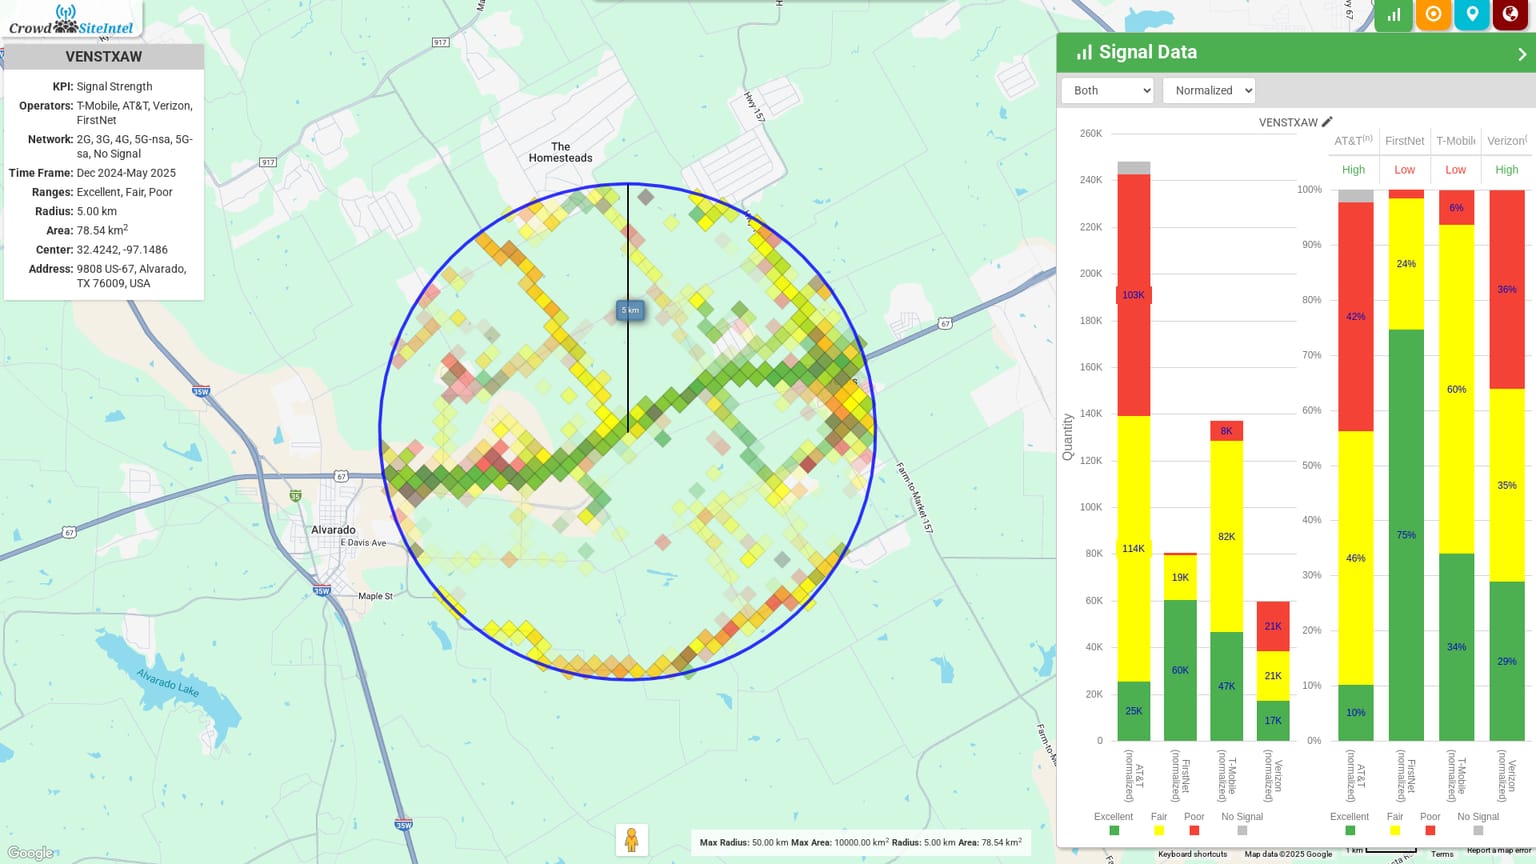 CrowdSiteIntel
VENSTXAW
KPI: Signal Strength
Operators: T-Mobile, AT&T, Verizon,
FirstNet
Network: 2G, 3G, 4G, 5G-nsa, 5G-
sa, No Signal
Time Frame: Dec 2024-May 2025
Ranges: Excellent, Fair, Poor
Radius: 5.00 km
Area: 78.54 km²
Center: 32.4242, -97.1486
Address: 9808 US-67, Alvarado,
TX 76009, USA
917
917
Hwy 157
The
Homesteads
5 km
67
35W
67
67
35
Alvarado
E Davis Ave
Maple St
35W
Alvarado Lake
35W
Farm-to-Market 157
Google
Max Radius: 50.00 km Max Area: 10000.00 km² Radius: 5.00 km Area: 78.54 km²
Signal Data
Both
Normalized
VENSTXAW
260K
240K
220K
200K
180K
160K
140K
120K
100K
80K
60K
40K
20K
0
Quantity
103K
114K
25K
19K
60K
8K
82K
47K
21K
21K
17K
AT&T
(normalized)
FirstNet
(normalized)
T-Mobile
(normalized)
Verizon
(normalized)
Excellent Fair Poor No Signal
AT&T(n) FirstNet T-Mobile Verizon(
High Low Low High
100%
90%
80%
70%
60%
50%
40%
30%
20%
10%
0%
42%
46%
10%
24%
75%
6%
60%
34%
36%
35%
29%
AT&T
(normalized)
FirstNet
(normalized)
T-Mobile
(normalized)
Verizon
(normalized)
Excellent Fair Poor No Signal
Keyboard shortcuts Map data ©2025 Google 1 km Terms Report a map error